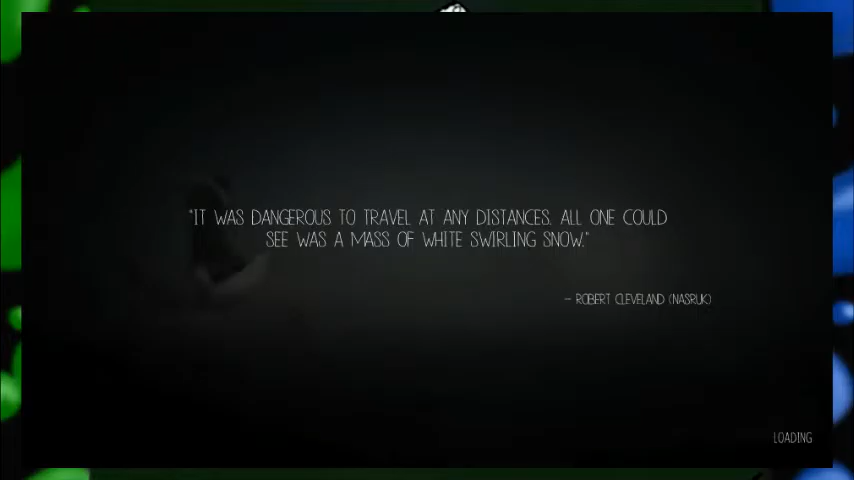 "IT WAS DANGEROUS TO TRAVEL AT ANY DISTANCES. ALL ONE COULD
SEE WAS A MASS OF WHITE SWIRLING SNOW."
- ROBERT CLEVELAND (NASRUK)
LOADING